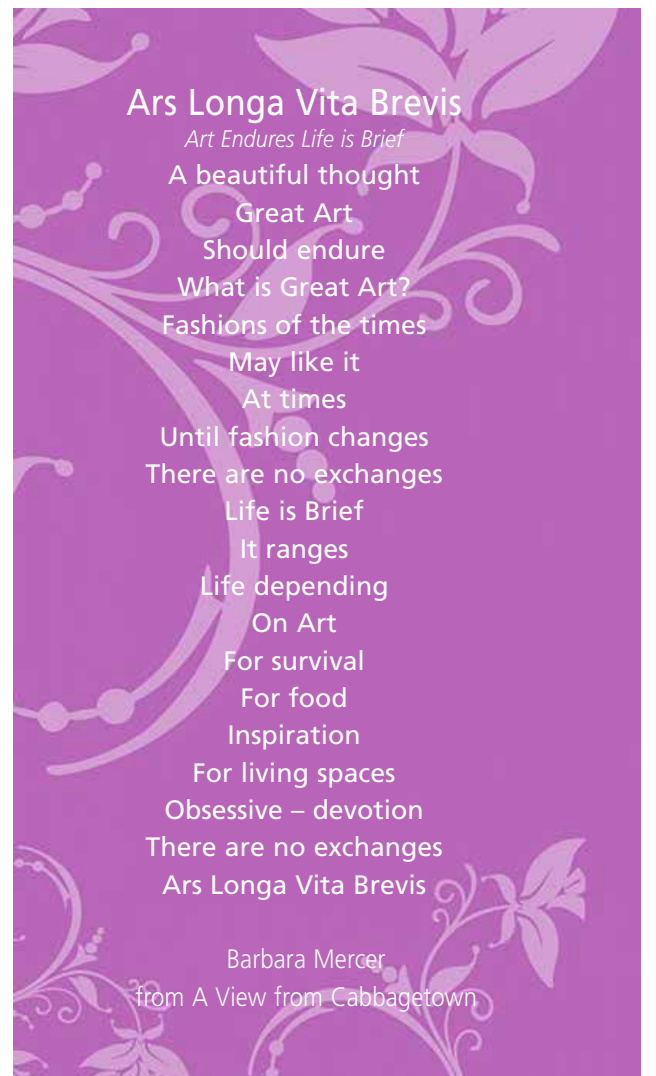 Ars Longa Vita Brevis
Art Endures Life is Brief
A beautiful thought
Great Art
Should endure
What is Great Art?
Fashions of the times
May like it
At times
Until fashion changes
There are no exchanges
Life is Brief
It ranges
Life depending
On Art
For survival
For food
Inspiration
For living spaces
Obsessive – devotion
There are no exchanges
Ars Longa Vita Brevis
Barbara Mercer
from A View from Cabbagetown